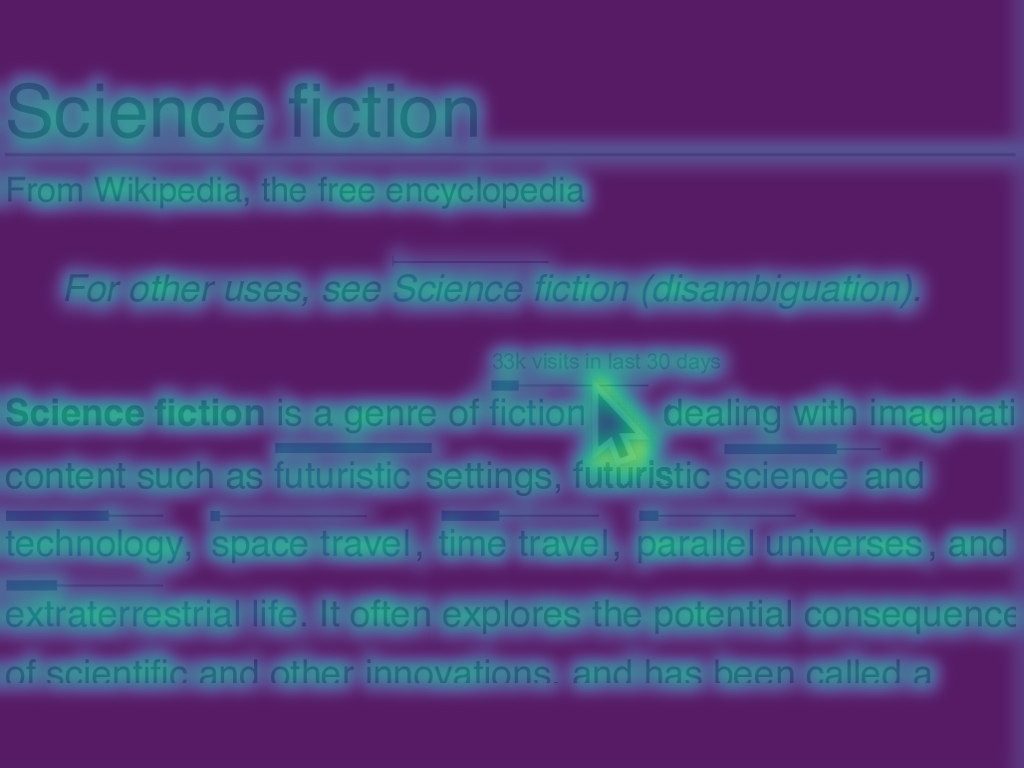 Science fiction
From Wikipedia, the free encyclopedia
For other uses, see Science fiction (disambiguation).
33k visits in last 30 days
Science fiction is a genre of fiction dealing with imaginati
content such as futuristic settings, futuristic science and
technology, space travel, time travel, parallel universes, and
extraterrestrial life. It often explores the potential consequence
of scientific and other innovations, and has been called a